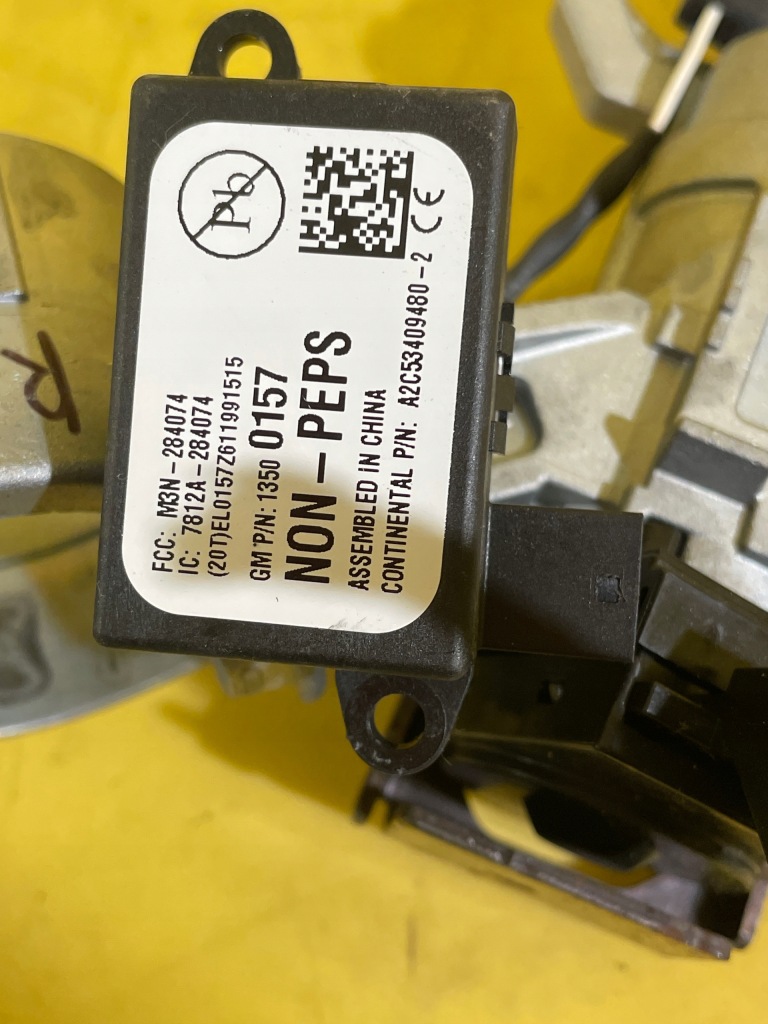 Pb
CE
FCC: M3N-284074
IC: 7812A-284074
(20T)EL0157Z611991515
GM P/N: 1350 0157
NON-PEPS
ASSEMBLED IN CHINA
CONTINENTAL P/N: A2C53409480-2
R